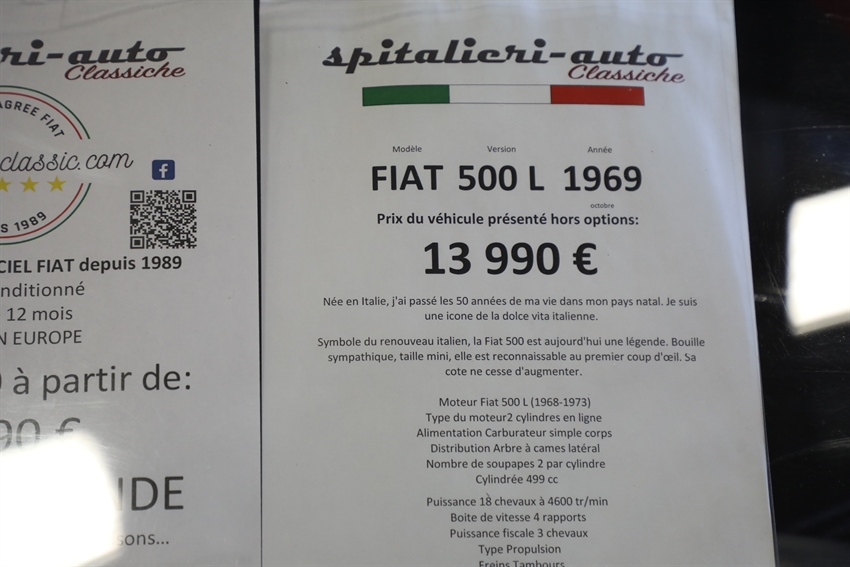 ri-auto
Classiche
AGREE FIAT
classic.com
S 1989
CIEL FIAT depuis 1989
nditionné
12 mois
N EUROPE
à partir de:
90 €
IDE
sons...
spitalieri-auto
Classiche
Modèle Version Année
FIAT 500 L 1969
octobre
Prix du véhicule présenté hors options:
13 990 €
Née en Italie, j'ai passé les 50 années de ma vie dans mon pays natal. Je suis
une icone de la dolce vita italienne.
Symbole du renouveau italien, la Fiat 500 est aujourd'hui une légende. Bouille
sympathique, taille mini, elle est reconnaissable au premier coup d'œil. Sa
cote ne cesse d'augmenter.
Moteur Fiat 500 L (1968-1973)
Type du moteur2 cylindres en ligne
Alimentation Carburateur simple corps
Distribution Arbre à cames latéral
Nombre de soupapes 2 par cylindre
Cylindrée 499 cc
Puissance 18 chevaux à 4600 tr/min
Boite de vitesse 4 rapports
Puissance fiscale 3 chevaux
Type Propulsion
Freins Tambours